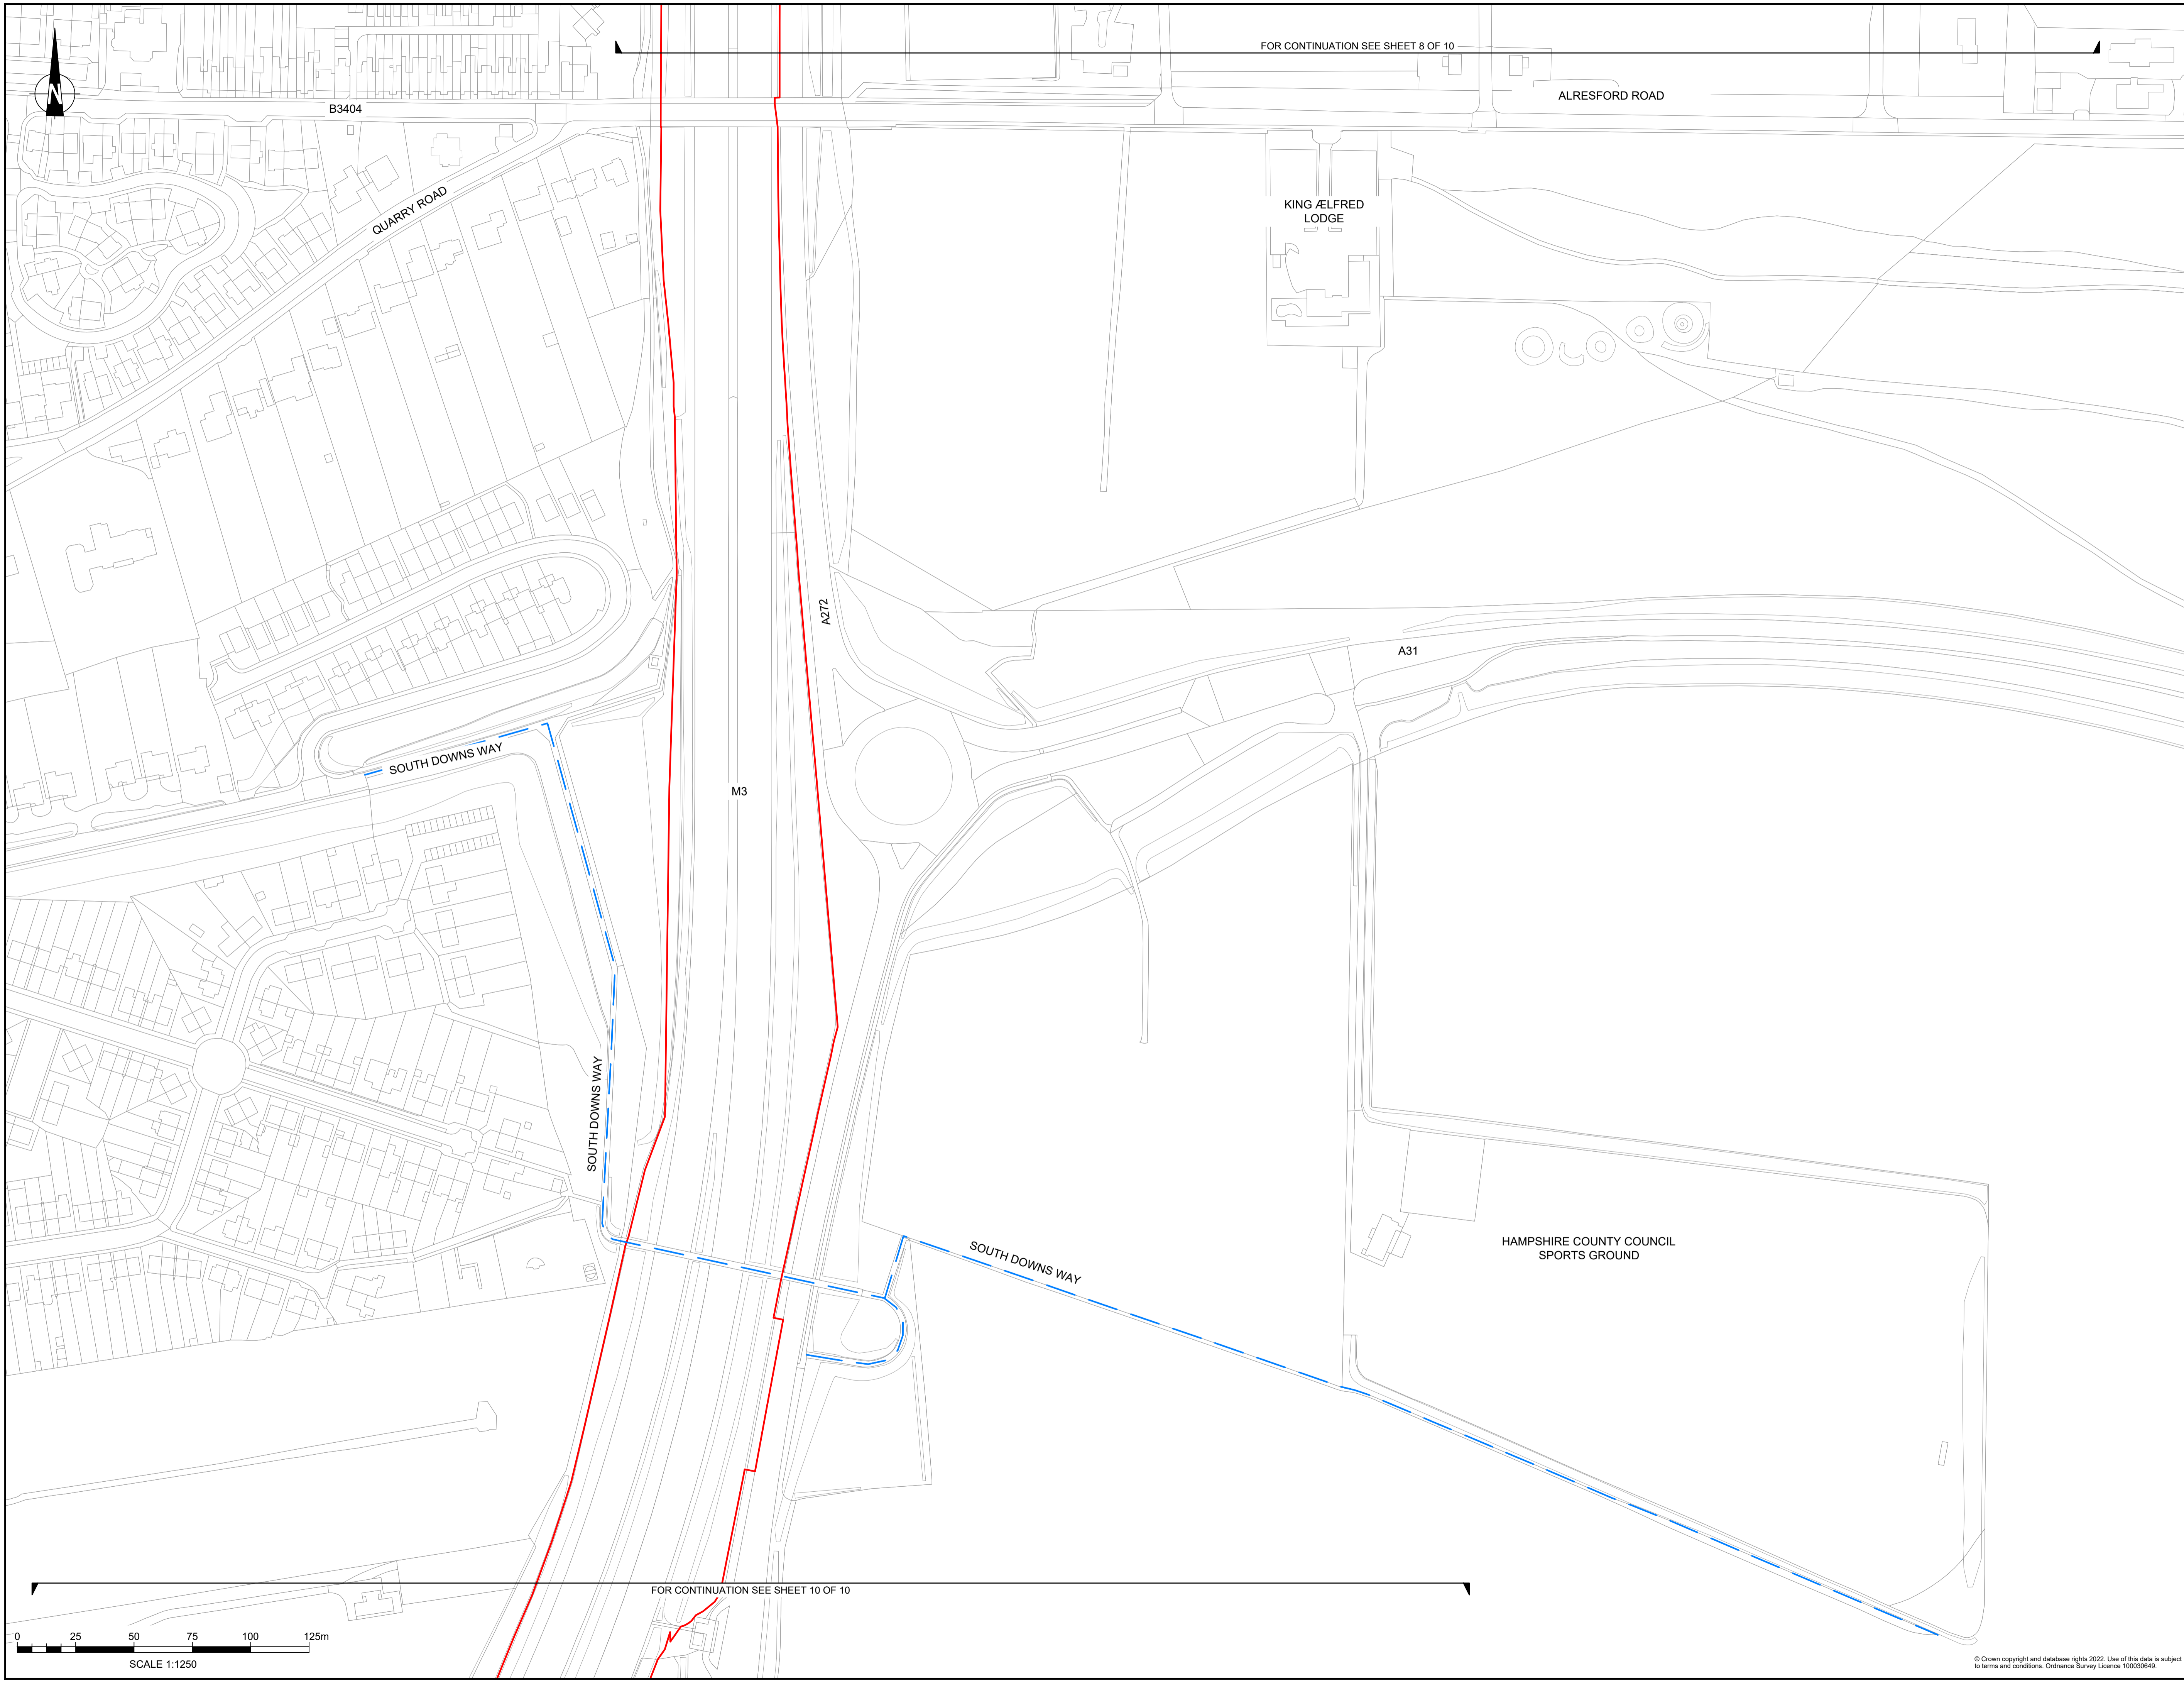 FOR CONTINUATION SEE SHEET 8 OF 10
ALRESFORD ROAD
N
B3404
QUARRY ROAD
KING ÆLFRED
LODGE
A272
A31
SOUTH DOWNS WAY
M3
SOUTH DOWNS WAY
SOUTH DOWNS WAY
HAMPSHIRE COUNTY COUNCIL
SPORTS GROUND
FOR CONTINUATION SEE SHEET 10 OF 10
0 25 50 75 100 125m
SCALE 1:1250
© Crown copyright and database rights 2022. Use of this data is subject
to terms and conditions. Ordnance Survey Licence 100030649.